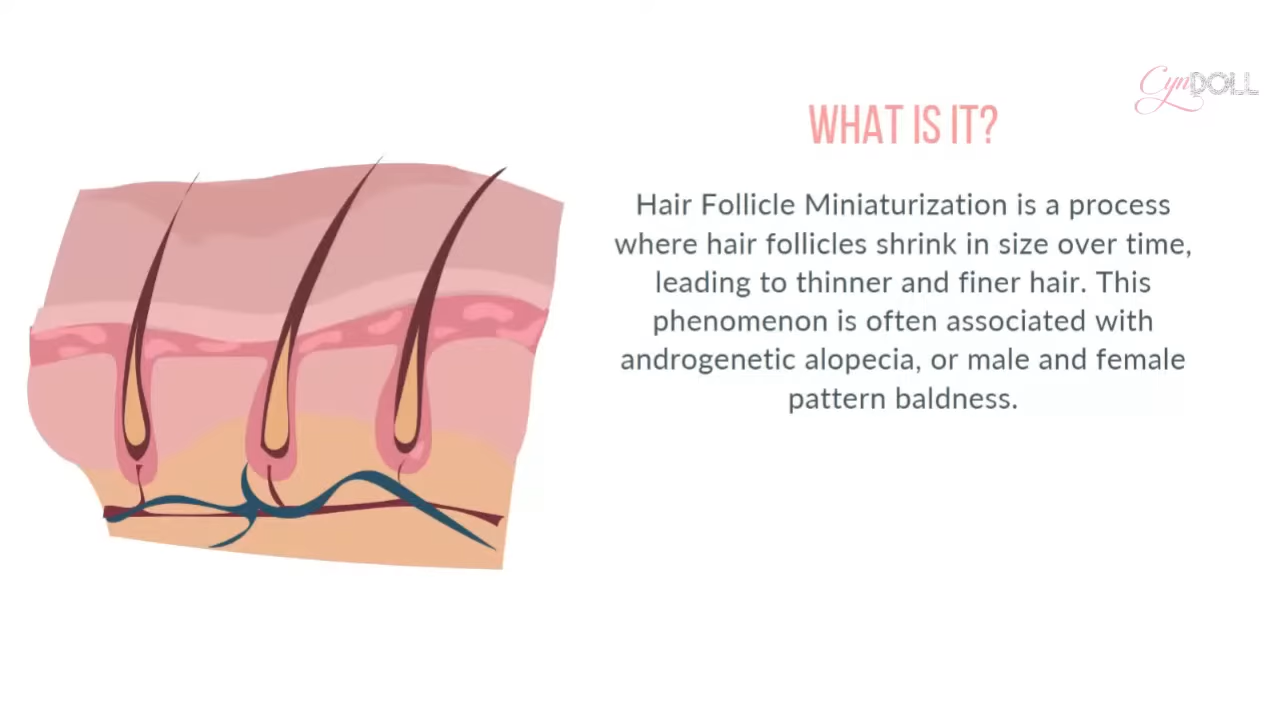 CynDOLL
WHAT IS IT?
Hair Follicle Miniaturization is a process
where hair follicles shrink in size over time,
leading to thinner and finer hair. This
phenomenon is often associated with
androgenetic alopecia, or male and female
pattern baldness.